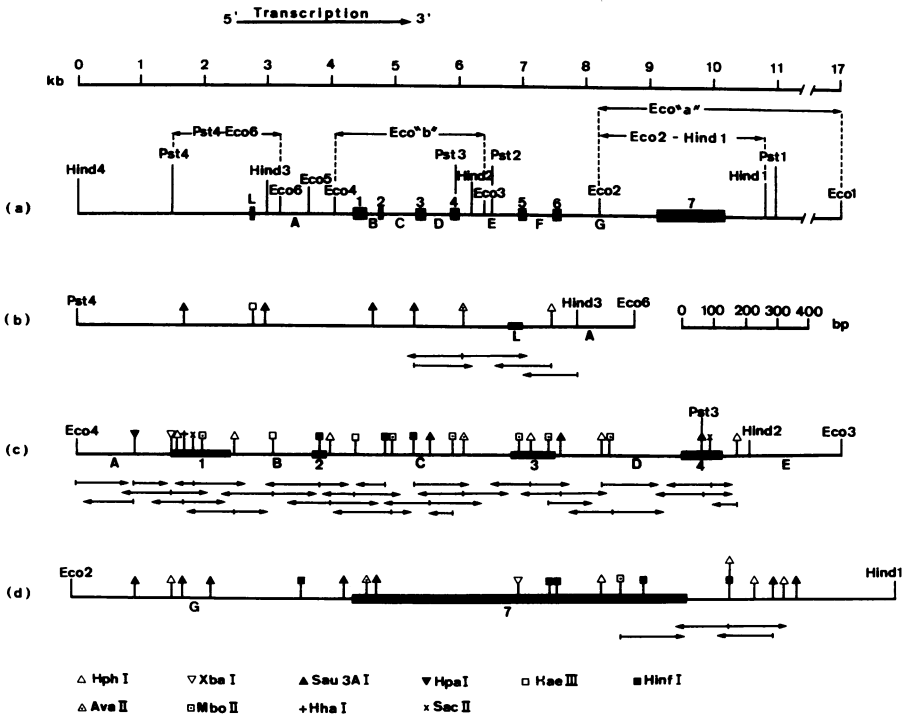 5' Transcription 3'
kb 0 1 2 3 4 5 6 7 8 9 10 11 17
Eco"a"
Pst4-Eco6 Eco"b" Eco2 - Hind 1
Hind4 Pst4 Hind3 Eco6 Eco5 Eco4 Pst3 Hind2 Eco3 Pst2 Eco2 Hind1 Pst1 Eco1
(a) L 1 2 3 4 5 6 7
A B C D E F G
(b) Pst4 Hind3 Eco6
L A
0 100 200 300 400 bp
(c) Eco4 Pst3 Hind2 Eco3
A 1 B 2 C 3 D 4 E
(d) Eco2 Hind1
G 7
Hph I Xba I Sau 3A I Hpa I Hae III Hinf I
Ava II Mbo II +Hha I x Sac II